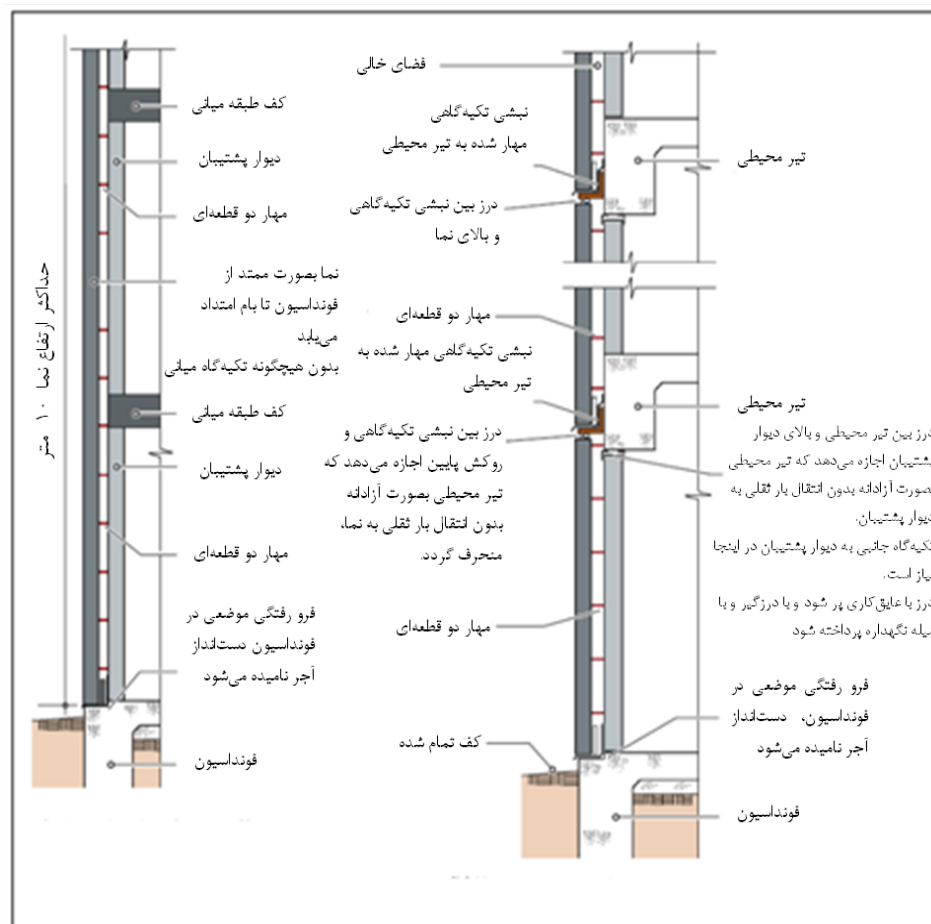 کف طبقه میانی
دیوار پشتیبان
مهار دو قطعه‌ای
نما بصورت ممتد از
فونداسیون تا بام امتداد
می‌یابد
بدون هیچگونه تکیه‌گاه میانی
کف طبقه میانی
دیوار پشتیبان
مهار دو قطعه‌ای
فرو رفتگی موضعی در
فونداسیون دست‌انداز
آجر نامیده می‌شود
فونداسیون
حداکثر ارتفاع نما ۱۰ متر
فضای خالی
نبشی تکیه‌گاهی
مهار شده به تیر محیطی
درز بین نبشی تکیه‌گاهی
و بالای نما
مهار دو قطعه‌ای
نبشی تکیه‌گاهی مهار شده به
تیر محیطی
درز بین نبشی تکیه‌گاهی و
روکش پایین اجازه می‌دهد که
تیر محیطی بصورت آزادانه
بدون انتقال بار ثقلی به نما،
منحرف گردد.
مهار دو قطعه‌ای
کف تمام شده
تیر محیطی
تیر محیطی
درز بین تیر محیطی و بالای دیوار
پشتیبان اجازه می‌دهد که تیر محیطی
بصورت آزادانه بدون انتقال بار ثقلی به
دیوار پشتیبان.
تکیه‌گاه جانبی به دیوار پشتیبان در اینجا
نیاز است.
درز با عایق‌کاری پر شود و با درزگیر و با
میله نگهداره پرداخته شود
فرو رفتگی موضعی در
فونداسیون، دست‌انداز
آجر نامیده می‌شود
فونداسیون